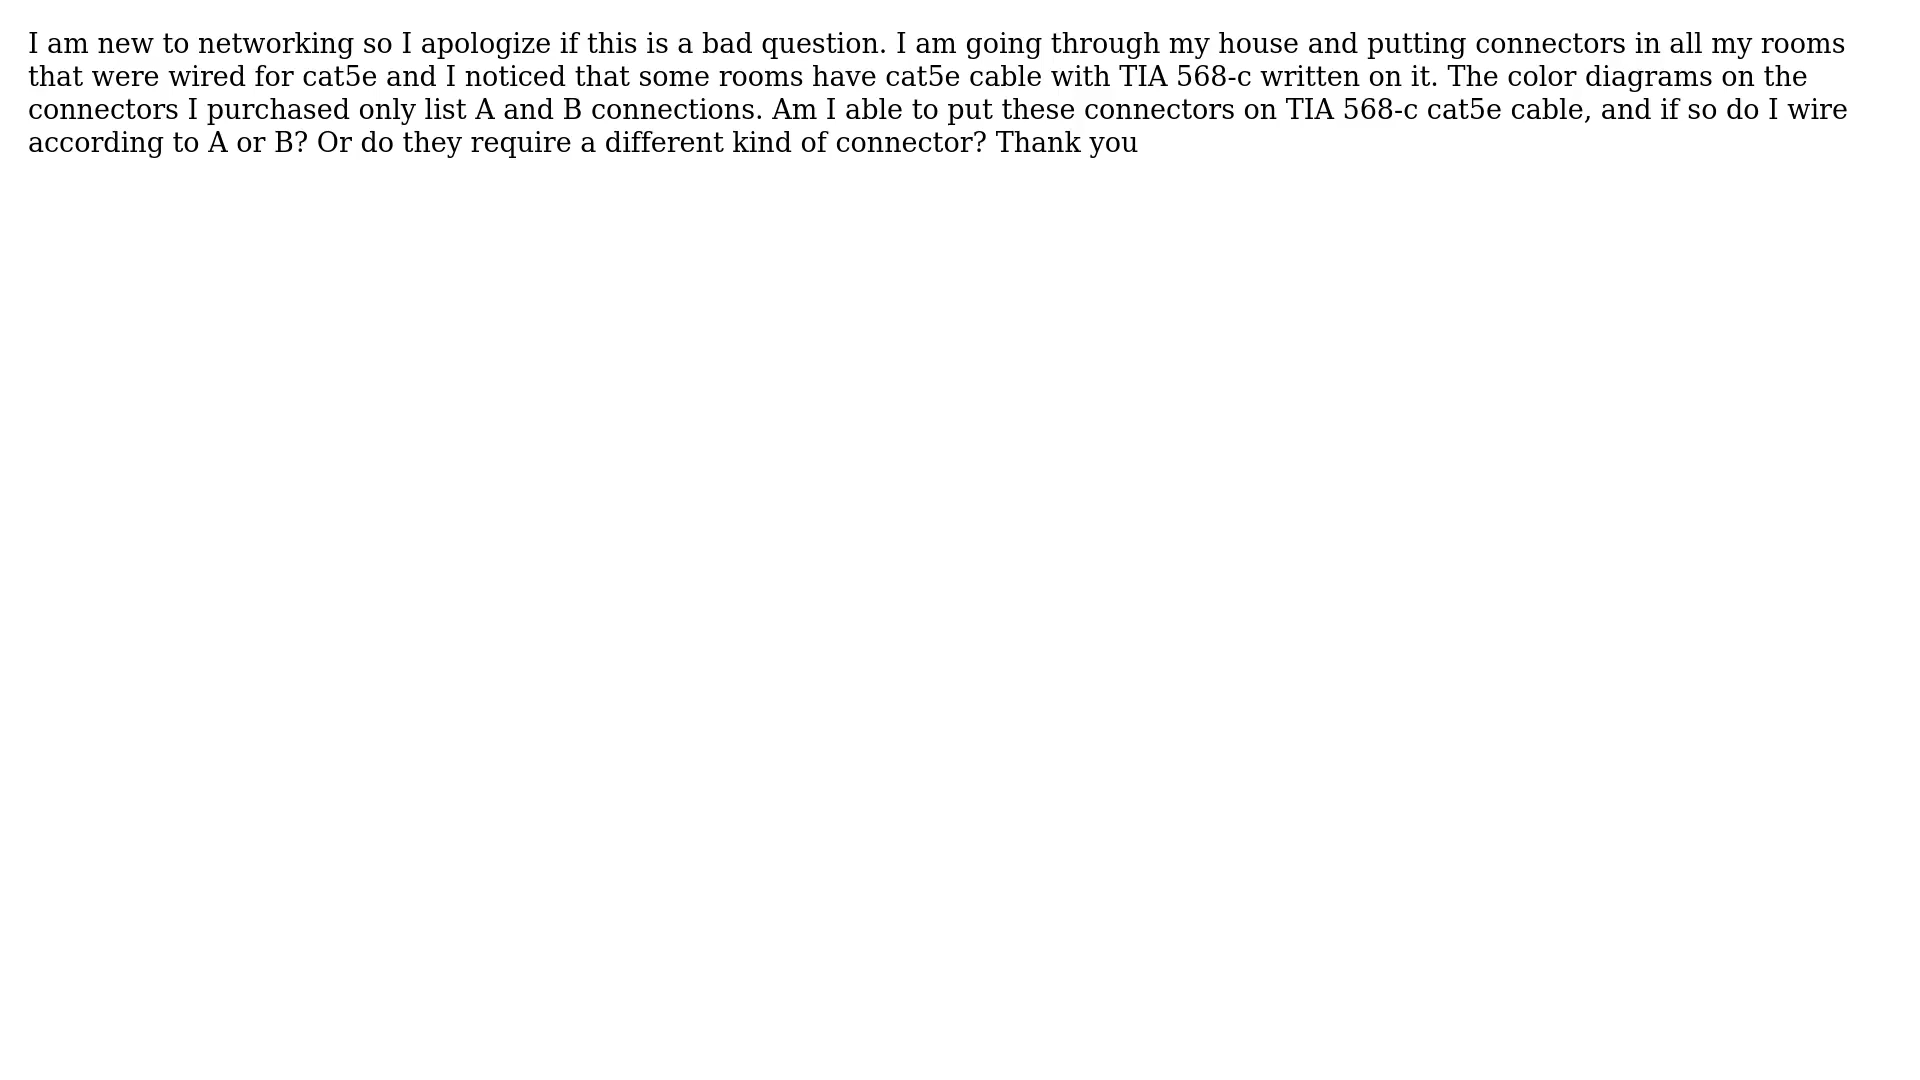 I am new to networking so I apologize if this is a bad question. I am going through my house and putting connectors in all my rooms
that were wired for cat5e and I noticed that some rooms have cat5e cable with TIA 568-c written on it. The color diagrams on the
connectors I purchased only list A and B connections. Am I able to put these connectors on TIA 568-c cat5e cable, and if so do I wire
according to A or B? Or do they require a different kind of connector? Thank you